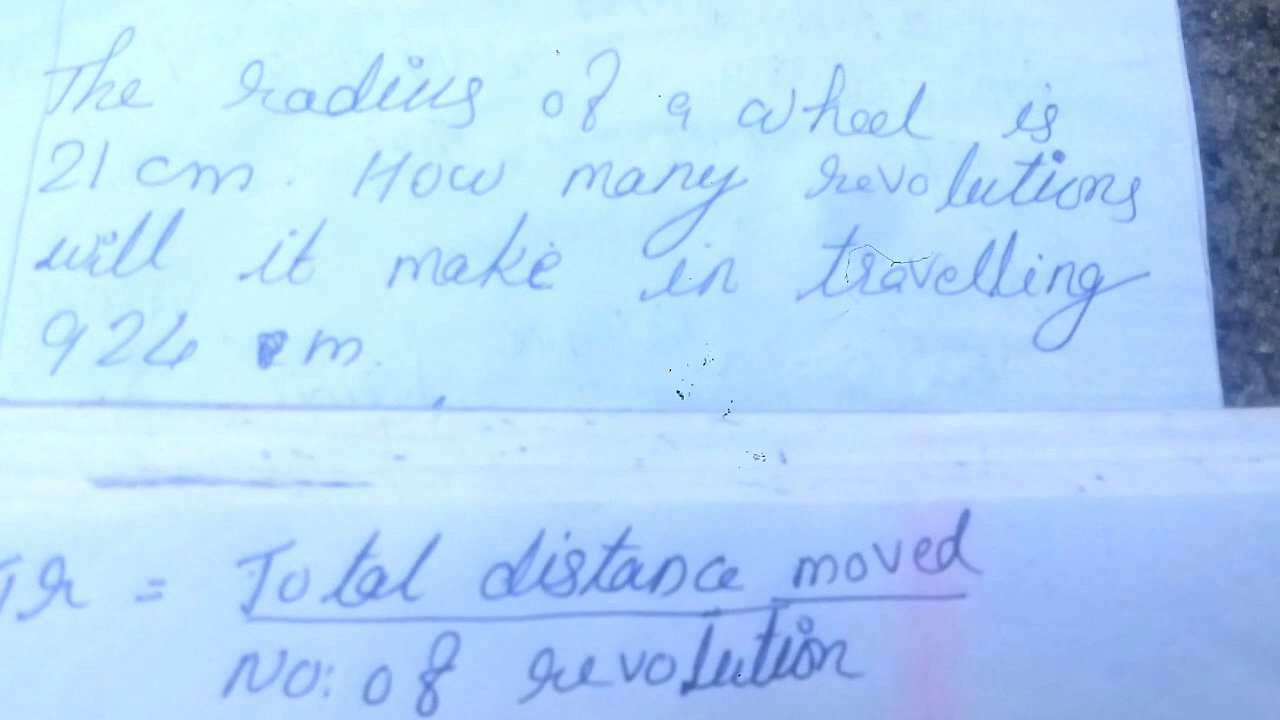 The radius of a wheel is
21 cm. How many revolutions
will it make in travelling
924 m.
= Total distance moved
No: of revolution